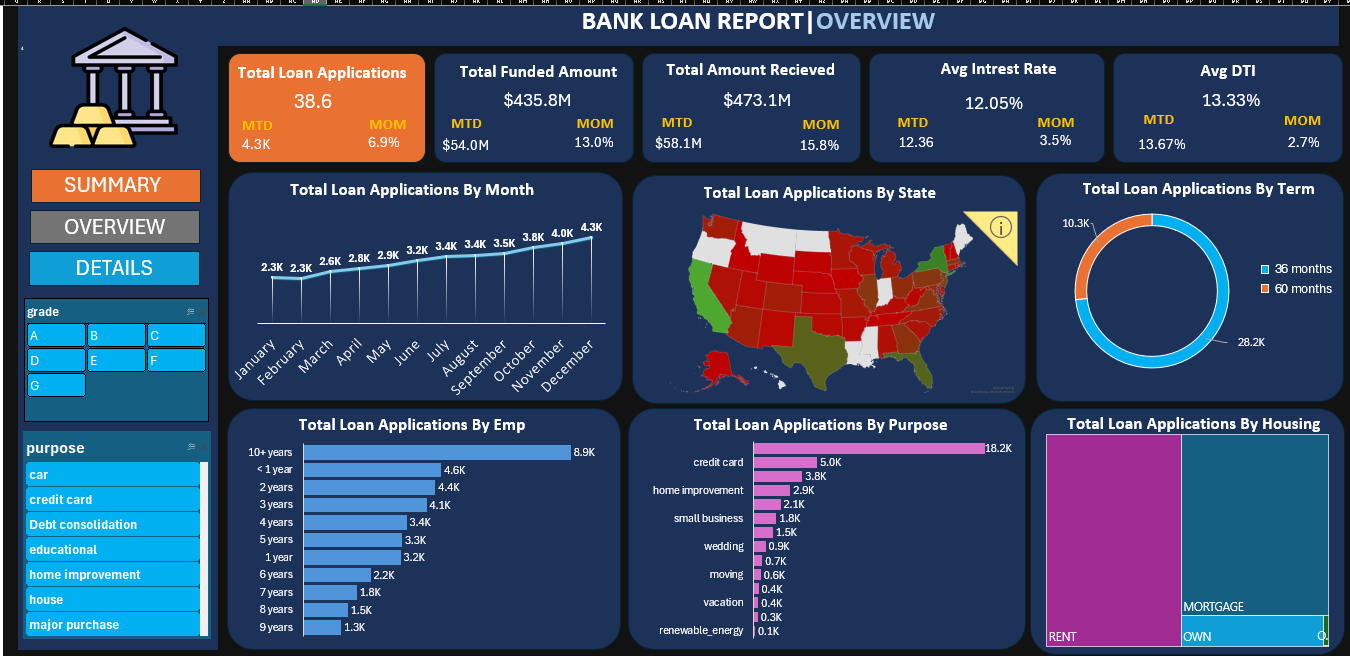 BANK LOAN REPORT|OVERVIEW
Total Loan Applications
38.6
MTD
MOM
4.3K
6.9%
Total Funded Amount
$435.8M
MTD
MOM
$54.0M
13.0%
Total Amount Recieved
$473.1M
MTD
MOM
$58.1M
15.8%
Avg Intrest Rate
12.05%
MTD
MOM
12.36
3.5%
Avg DTI
13.33%
MTD
MOM
13.67%
2.7%
SUMMARY
OVERVIEW
DETAILS
grade
A
B
C
D
E
F
G
purpose
car
credit card
Debt consolidation
educational
home improvement
house
major purchase
Total Loan Applications By Month
2.3K
2.3K
2.6K
2.8K
2.9K
3.2K
3.4K
3.4K
3.5K
3.8K
4.0K
4.3K
January
February
March
April
May
June
July
August
September
October
November
December
Total Loan Applications By State
Total Loan Applications By Term
10.3K
28.2K
36 months
60 months
Total Loan Applications By Emp
10+ years 8.9K
< 1 year 4.6K
2 years 4.4K
3 years 4.1K
4 years 3.4K
5 years 3.3K
1 year 3.2K
6 years 2.2K
7 years 1.8K
8 years 1.5K
9 years 1.3K
Total Loan Applications By Purpose
18.2K
credit card 5.0K
3.8K
home improvement 2.9K
2.1K
small business 1.8K
1.5K
wedding 0.9K
0.7K
moving 0.6K
0.4K
vacation 0.4K
0.3K
renewable_energy 0.1K
Total Loan Applications By Housing
RENT
MORTGAGE
OWN
O.